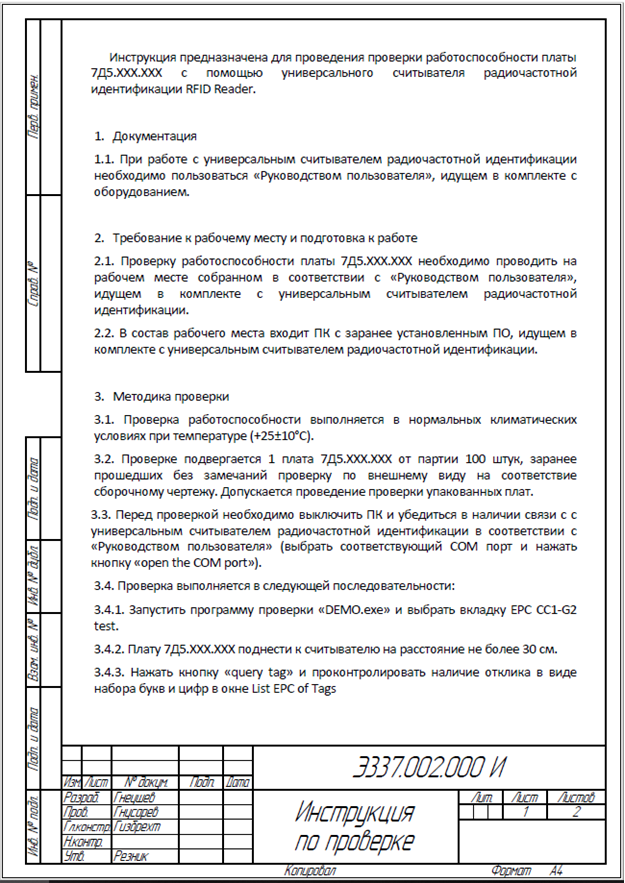 Инструкция предназначена для проведения проверки работоспособности платы
7Д5.XXX.XXX с помощью универсального считывателя радиочастотной
идентификации RFID Reader.
1. Документация
1.1. При работе с универсальным считывателем радиочастотной идентификации
необходимо пользоваться «Руководством пользователя», идущем в комплекте с
оборудованием.
2. Требование к рабочему месту и подготовка к работе
2.1. Проверку работоспособности платы 7Д5.XXX.XXX необходимо проводить на
рабочем месте собранном в соответствии с «Руководством пользователя»,
идущем в комплекте с универсальным считывателем радиочастотной
идентификации.
2.2. В состав рабочего места входит ПК с заранее установленным ПО, идущем в
комплекте с универсальным считывателем радиочастотной идентификации.
3. Методика проверки
3.1. Проверка работоспособности выполняется в нормальных климатических
условиях при температуре (+25±10°С).
3.2. Проверке подвергается 1 плата 7Д5.XXX.XXX от партии 100 штук, заранее
прошедших без замечаний проверку по внешнему виду на соответствие
сборочному чертежу. Допускается проведение проверки упакованных плат.
3.3. Перед проверкой необходимо выключить ПК и убедиться в наличии связи с с
универсальным считывателем радиочастотной идентификации в соответствии с
«Руководством пользователя» (выбрать соответствующий COM порт и нажать
кнопку «open the COM port»).
3.4. Проверка выполняется в следующей последовательности:
3.4.1. Запустить программу проверки «DEMO.exe» и выбрать вкладку EPC CC1-G2
test.
3.4.2. Плату 7Д5.XXX.XXX поднести к считывателю на расстояние не более 30 см.
3.4.3. Нажать кнопку «query tag» и проконтролировать наличие отклика в виде
набора букв и цифр в окне List EPC of Tags
Перв. примен.
Справ. №
Подп. и дата
Инв. № дубл.
Взам. инв. №
Подп. и дата
Инв. № подл.
Э337.002.000 И
Изм. Лист № докум. Подп. Дата
Разраб. Гнеушев
Пров. Гнусарев
Гл.констр. Гизбрехт
Н.контр.
Утв. Резник
Инструкция
по проверке
Лит. Лист Листов
1 2
Копировал Формат А4